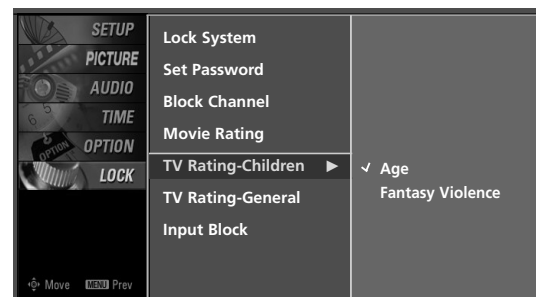 SETUP
PICTURE
AUDIO
TIME
OPTION
LOCK
Move MENU Prev
Lock System
Set Password
Block Channel
Movie Rating
TV Rating-Children
TV Rating-General
Input Block
Age
Fantasy Violence